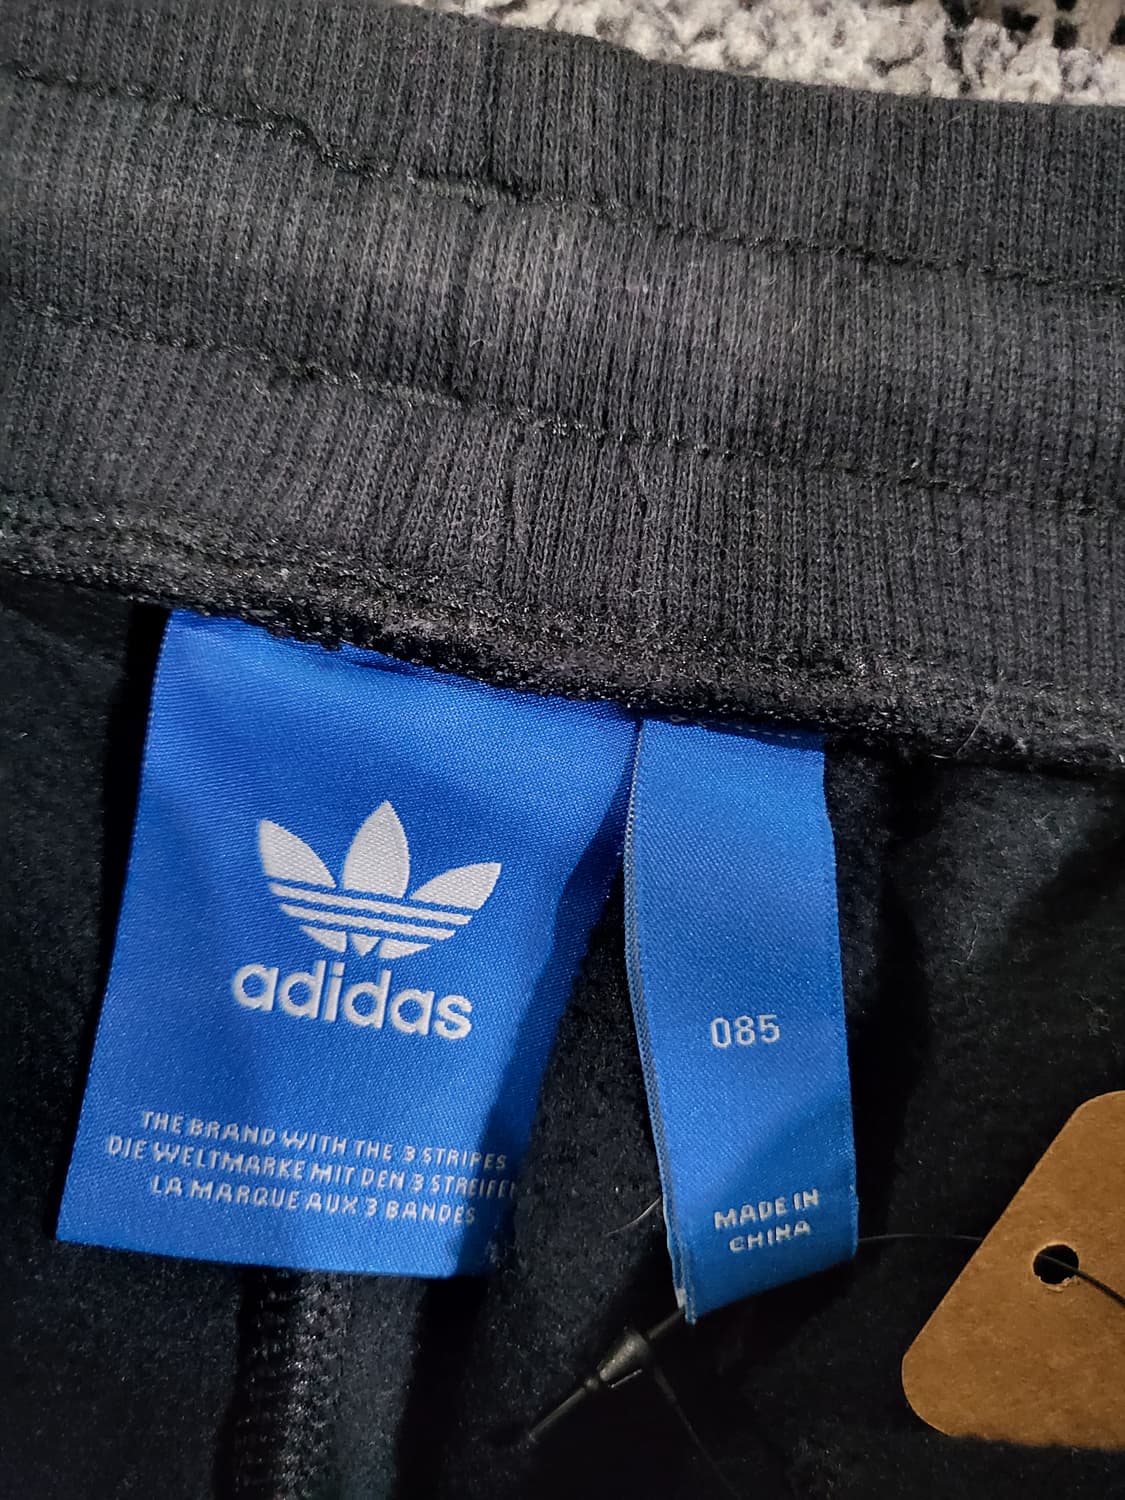 adidas
THE BRAND WITH THE 3 STRIPES
DIE WELTMARKE MIT DEN 3 STREIFEN
LA MARQUE AUX 3 BANDES
085
MADE IN
CHINA